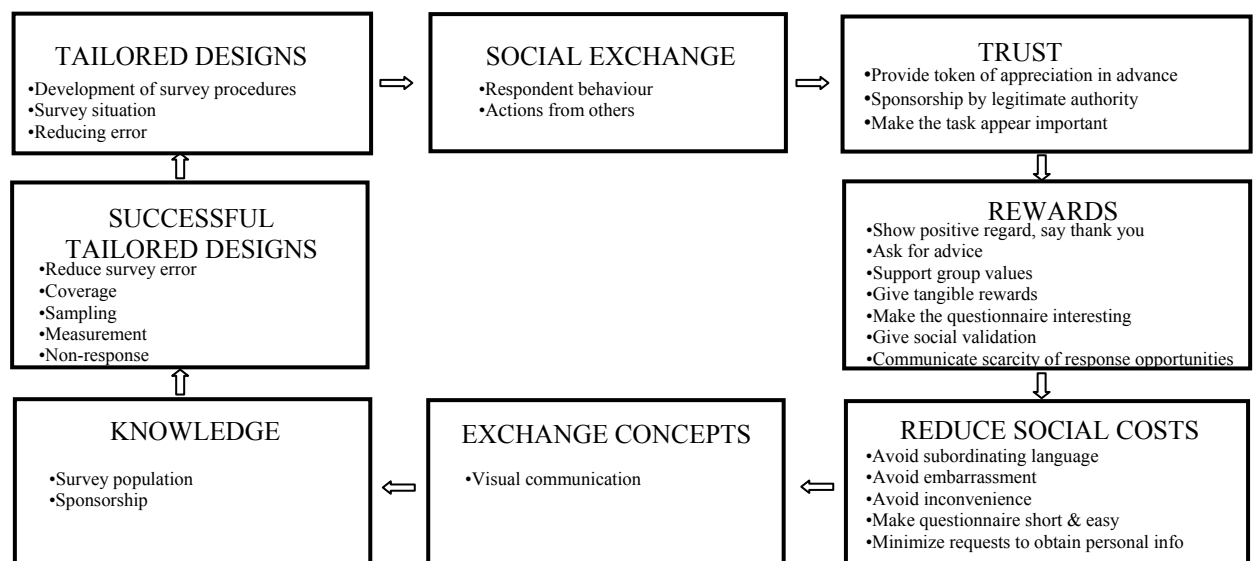 TAILORED DESIGNS
•Development of survey procedures
•Survey situation
•Reducing error
SOCIAL EXCHANGE
•Respondent behaviour
•Actions from others
TRUST
•Provide token of appreciation in advance
•Sponsorship by legitimate authority
•Make the task appear important
REWARDS
•Show positive regard, say thank you
•Ask for advice
•Support group values
•Give tangible rewards
•Make the questionnaire interesting
•Give social validation
•Communicate scarcity of response opportunities
REDUCE SOCIAL COSTS
•Avoid subordinating language
•Avoid embarrassment
•Avoid inconvenience
•Make questionnaire short & easy
•Minimize requests to obtain personal info
EXCHANGE CONCEPTS
•Visual communication
KNOWLEDGE
•Survey population
•Sponsorship
SUCCESSFUL
TAILORED DESIGNS
•Reduce survey error
•Coverage
•Sampling
•Measurement
•Non-response